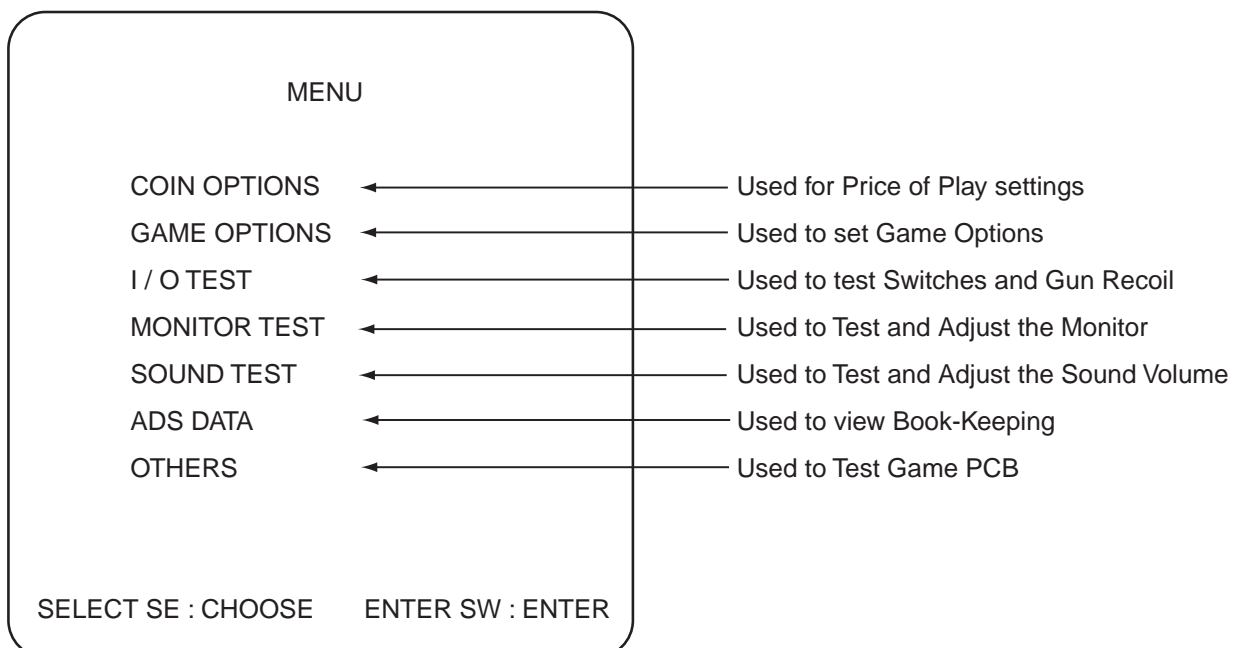 MENU
COIN OPTIONS Used for Price of Play settings
GAME OPTIONS Used to set Game Options
I / O TEST Used to test Switches and Gun Recoil
MONITOR TEST Used to Test and Adjust the Monitor
SOUND TEST Used to Test and Adjust the Sound Volume
ADS DATA Used to view Book-Keeping
OTHERS Used to Test Game PCB
SELECT SE : CHOOSE ENTER SW : ENTER